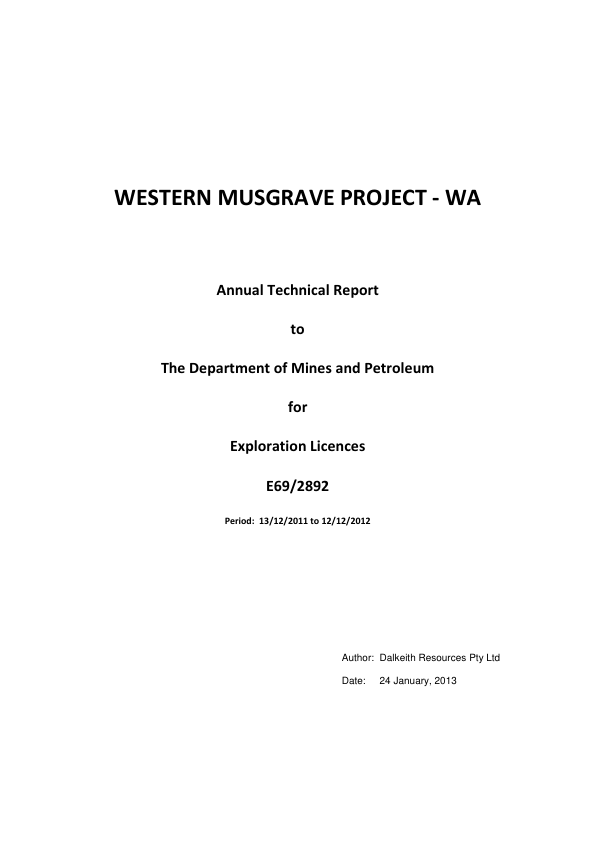 WESTERN MUSGRAVE PROJECT - WA
Annual Technical Report
to
The Department of Mines and Petroleum
for
Exploration Licences
E69/2892
Period: 13/12/2011 to 12/12/2012
Author: Dalkeith Resources Pty Ltd
Date: 24 January, 2013